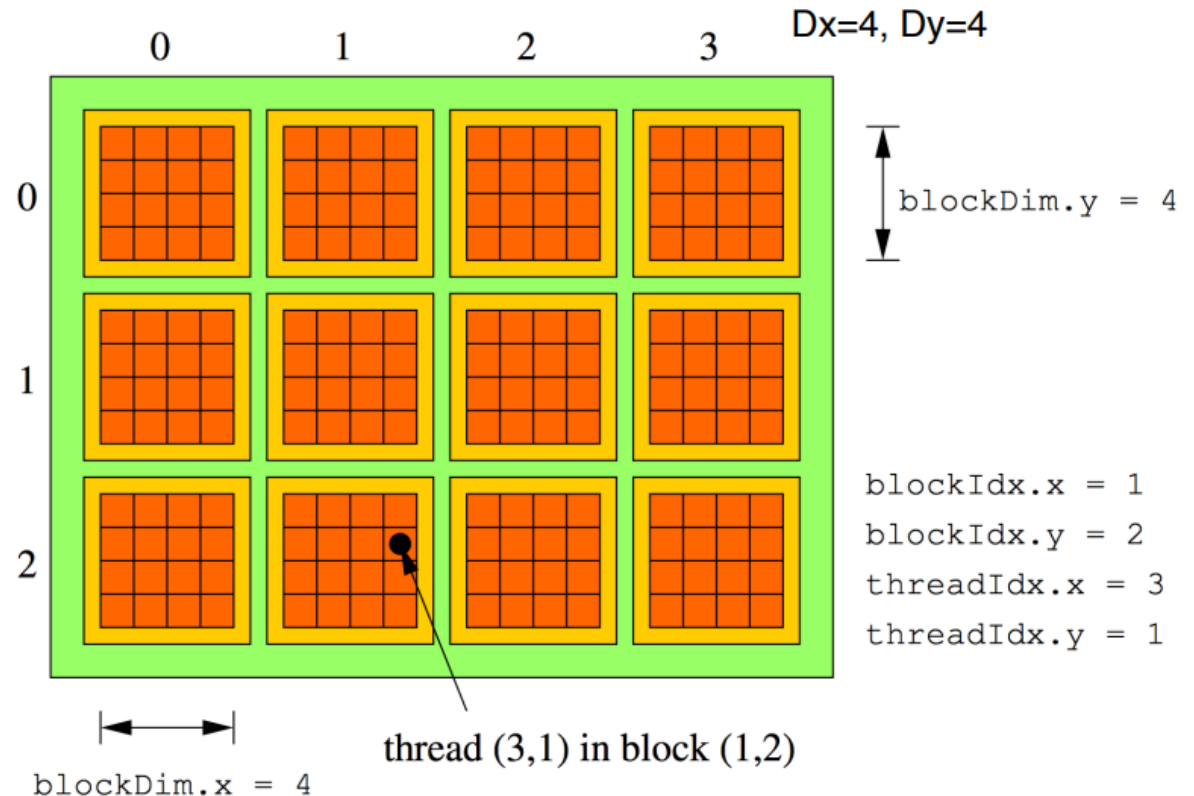 Dx=4, Dy=4
0 1 2 3
0
blockDim.y = 4
1
blockIdx.x = 1
blockIdx.y = 2
2
threadIdx.x = 3
threadIdx.y = 1
thread (3,1) in block (1,2)
blockDim.x = 4